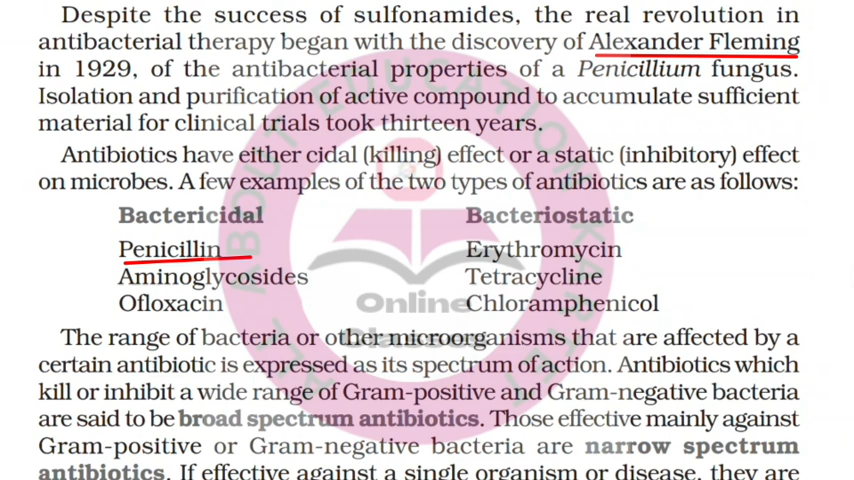 Despite the success of sulfonamides, the real revolution in
antibacterial therapy began with the discovery of Alexander Fleming
in 1929, of the antibacterial properties of a Penicillium fungus.
Isolation and purification of active compound to accumulate sufficient
material for clinical trials took thirteen years.
Antibiotics have either cidal (killing) effect or a static (inhibitory) effect
on microbes. A few examples of the two types of antibiotics are as follows:
Bactericidal Bacteriostatic
Penicillin Erythromycin
Aminoglycosides Tetracycline
Ofloxacin Chloramphenicol
The range of bacteria or other microorganisms that are affected by a
certain antibiotic is expressed as its spectrum of action. Antibiotics which
kill or inhibit a wide range of Gram-positive and Gram-negative bacteria
are said to be broad spectrum antibiotics. Those effective mainly against
Gram-positive or Gram-negative bacteria are narrow spectrum
antibiotics. If effective against a single organism or disease, they are
ALL ABOUT EDUCATION KARTEL
Online
Classes